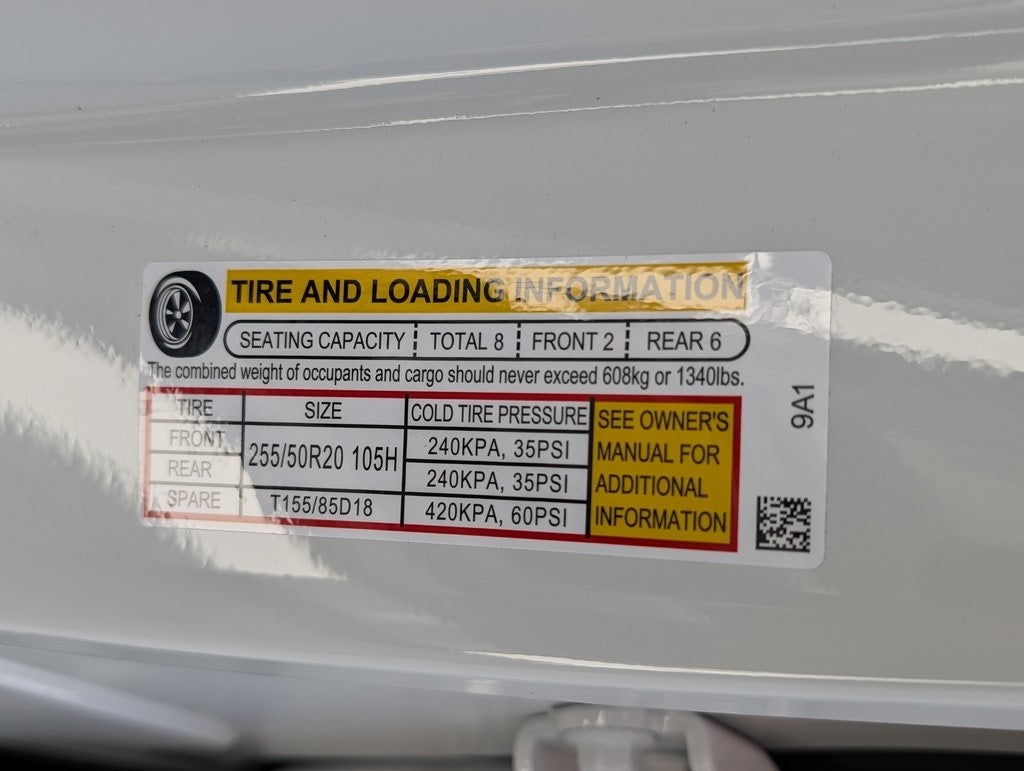 TIRE AND LOADING INFORMATION
SEATING CAPACITY TOTAL 8 FRONT 2 REAR 6
The combined weight of occupants and cargo should never exceed 608kg or 1340lbs.
TIRE SIZE COLD TIRE PRESSURE
FRONT 255/50R20 105H 240KPA, 35PSI
REAR 240KPA, 35PSI
SPARE T155/85D18 420KPA, 60PSI
SEE OWNER'S
MANUAL FOR
ADDITIONAL
INFORMATION
9A1